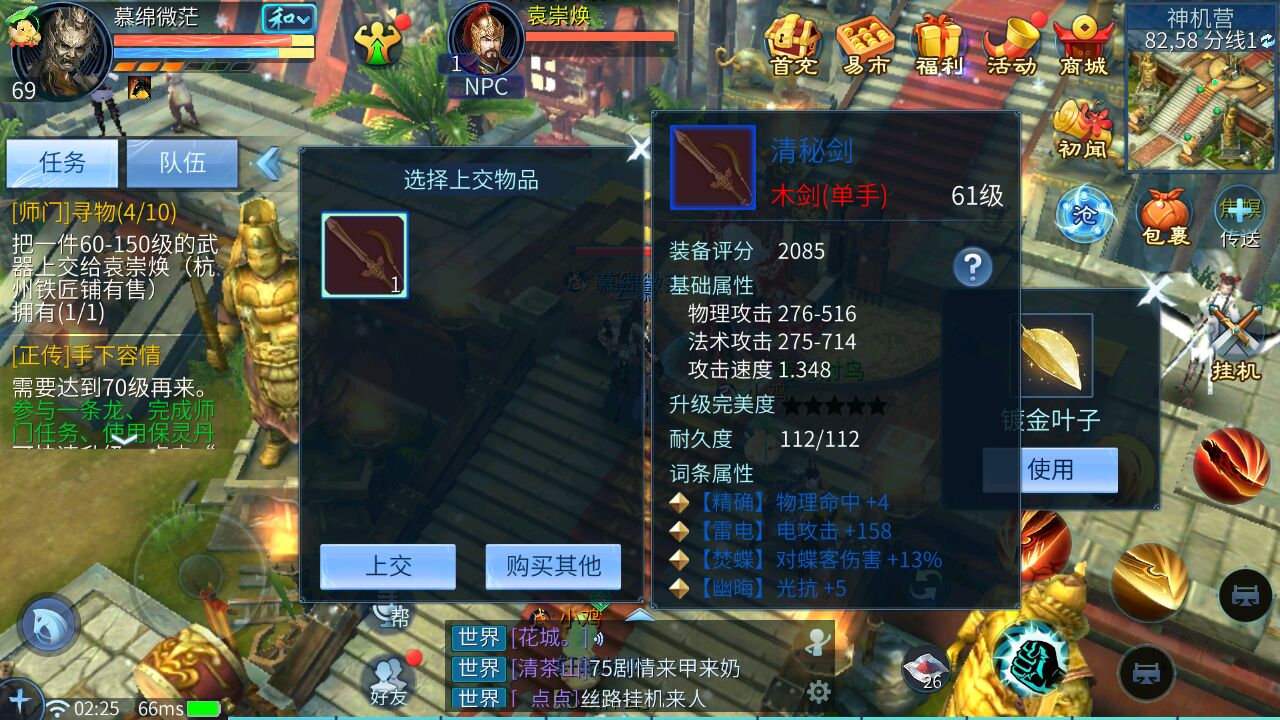 慕绵微茫
和
69
袁崇焕
1
NPC
首充
易市
福利
活动
商城
初闻
神机营
82,58 分线1
任务
队伍
[师门]寻物(4/10)
把一件60-150级的武
器上交给袁崇焕（杭
州铁匠铺有售）
拥有(1/1)
[正传]手下容情
需要达到70级再来。
参与一条龙、完成师
门任务、使用保灵丹
选择上交物品
1
上交
购买其他
清秘剑
木剑(单手)
61级
装备评分 2085
基础属性
物理攻击 276-516
法术攻击 275-714
攻击速度 1.348
升级完美度 ★★★★★
耐久度 112/112
词条属性
【精确】物理命中 +4
【雷电】电攻击 +158
【焚蝶】对蝶客伤害 +13%
【幽晦】光抗 +5
?
沧
包裹
传送
挂机
镀金叶子
使用
帮
好友
小鸡
世界 [花城。]
世界 [清茶山]75剧情来甲来奶
世界 [ 点点]丝路挂机来人
26
02:25 66ms